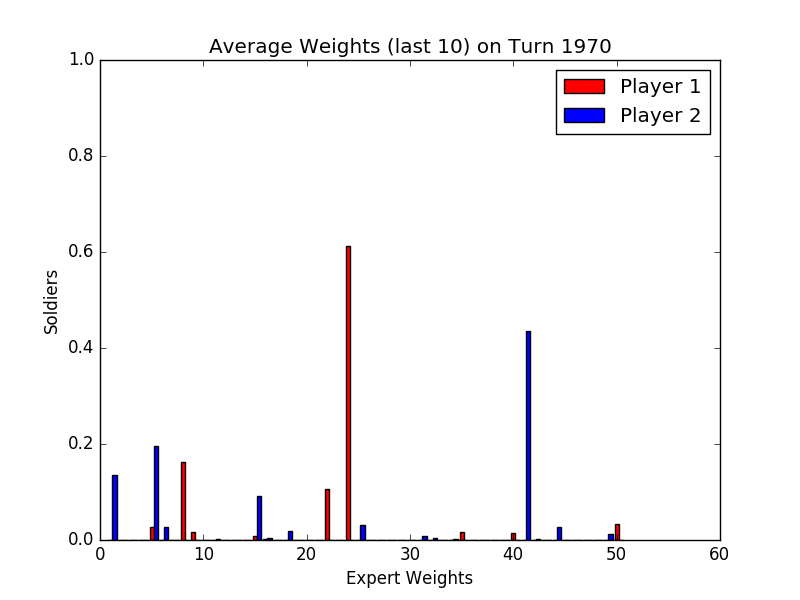 Average Weights (last 10) on Turn 1970
1.0
0.8
0.6
0.4
0.2
0.0
Soldiers
Player 1
Player 2
0 10 20 30 40 50 60
Expert Weights